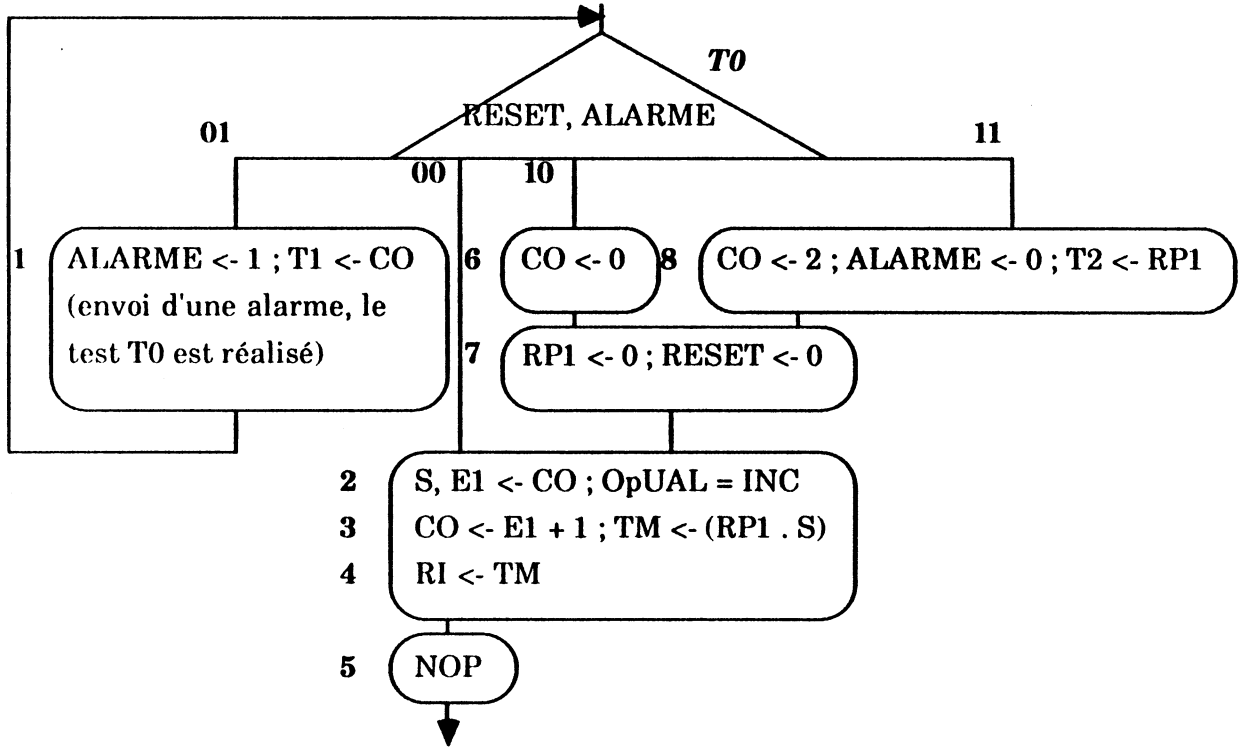 T0
RESET, ALARME
01
11
00
10
1
ALARME <- 1 ; T1 <- CO
(envoi d'une alarme, le
test T0 est réalisé)
6
CO <- 0
8
CO <- 2 ; ALARME <- 0 ; T2 <- RP1
7
RP1 <- 0 ; RESET <- 0
2
S, E1 <- CO ; OpUAL = INC
3
CO <- E1 + 1 ; TM <- (RP1 . S)
4
RI <- TM
5
NOP